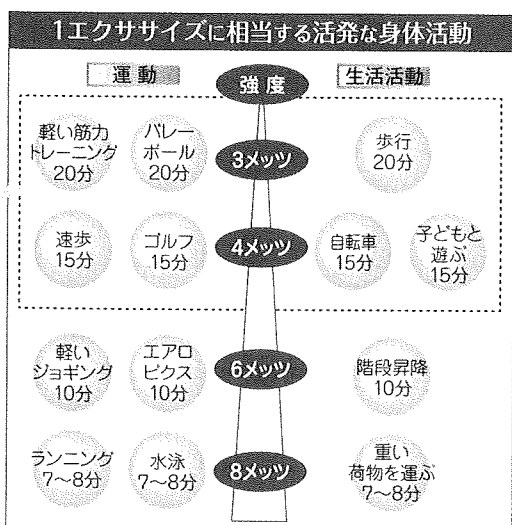 1エクササイズに相当する活発な身体活動
運動
強度
生活活動
軽い筋力
トレーニング
20分
バレー
ボール
20分
3メッツ
歩行
20分
速歩
15分
ゴルフ
15分
4メッツ
自転車
15分
子どもと
遊ぶ
15分
軽い
ジョギング
10分
エアロ
ビクス
10分
6メッツ
階段昇降
10分
ランニング
7〜8分
水泳
7〜8分
8メッツ
重い
荷物を運ぶ
7〜8分